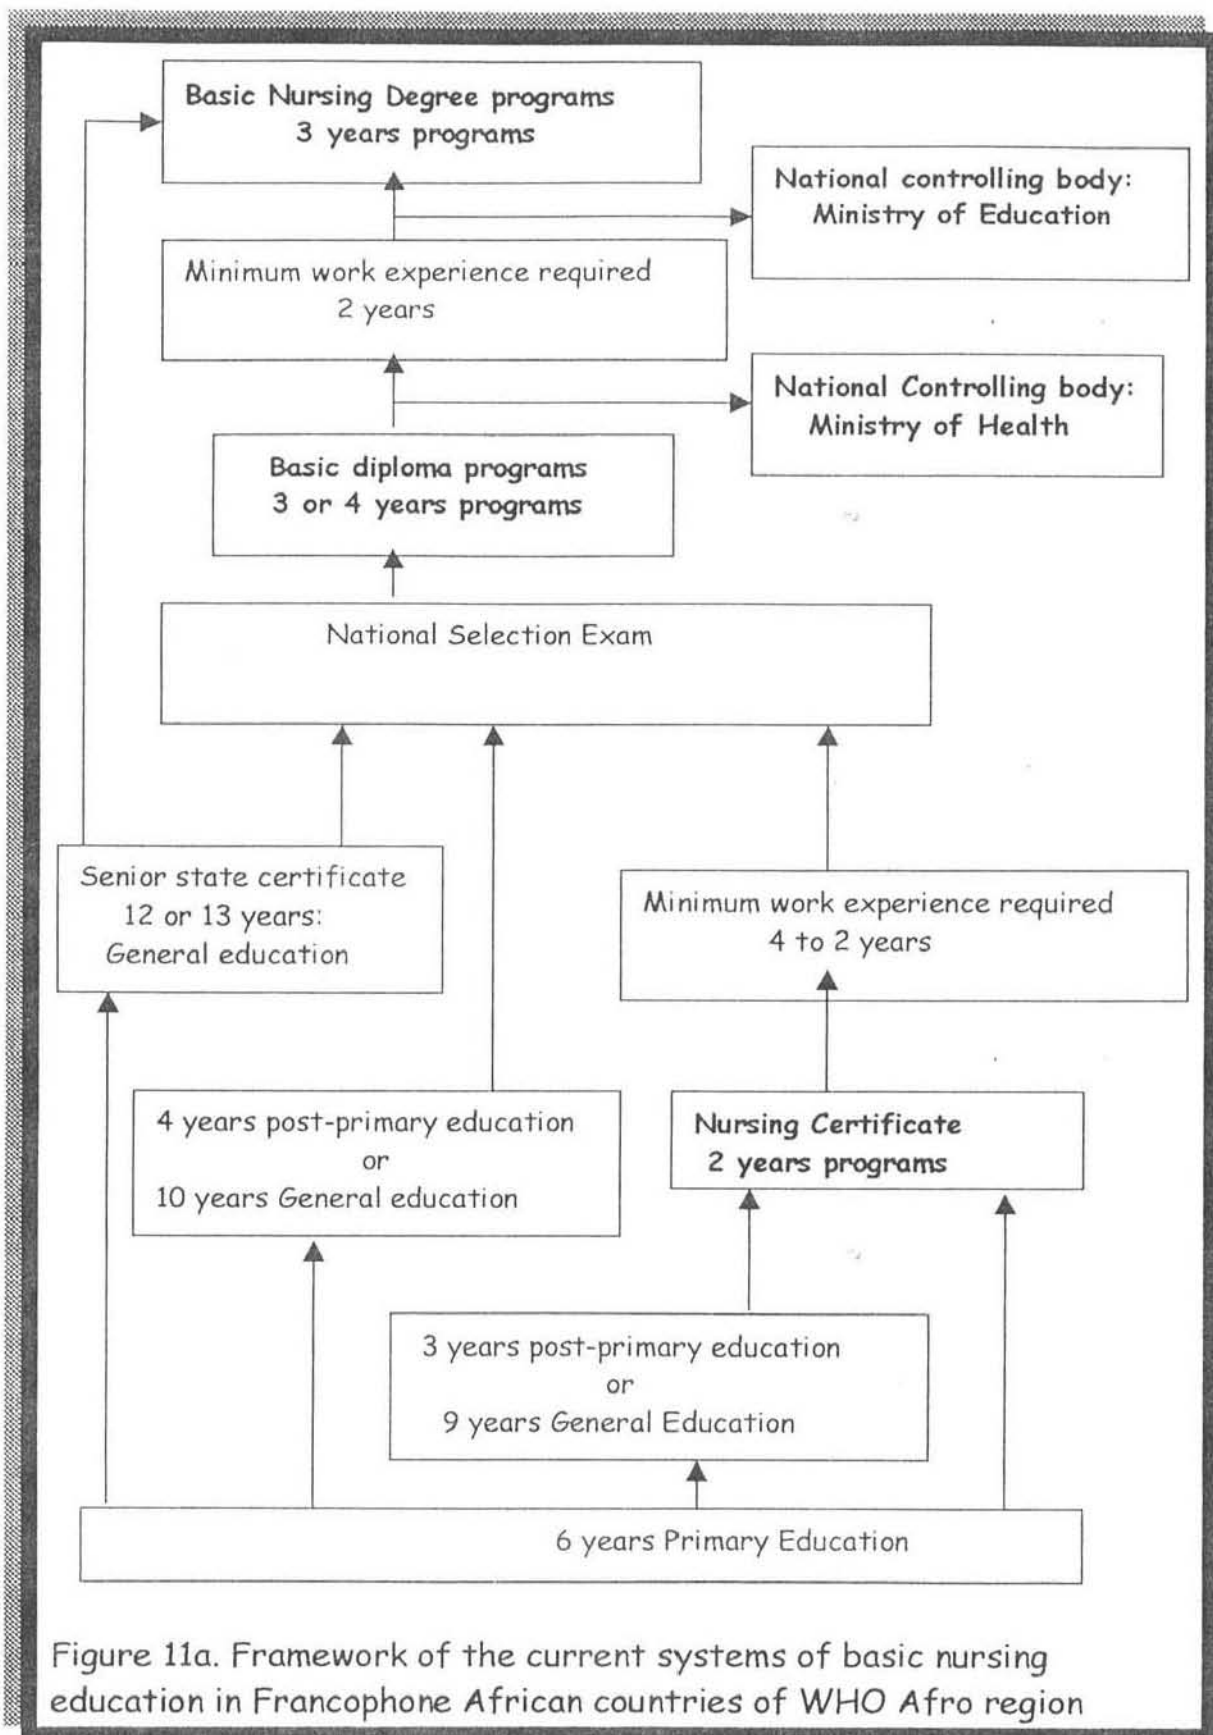 Basic Nursing Degree programs
3 years programs
National controlling body:
Ministry of Education
Minimum work experience required
2 years
National Controlling body:
Ministry of Health
Basic diploma programs
3 or 4 years programs
National Selection Exam
Senior state certificate
12 or 13 years:
General education
Minimum work experience required
4 to 2 years
4 years post-primary education
or
10 years General education
Nursing Certificate
2 years programs
3 years post-primary education
or
9 years General Education
6 years Primary Education
Figure 11a. Framework of the current systems of basic nursing
education in Francophone African countries of WHO Afro region